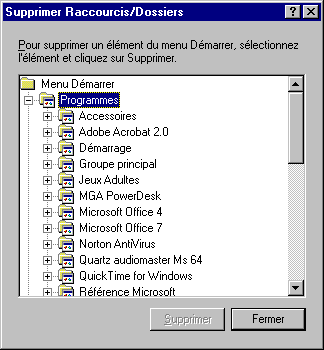 Supprimer Raccourcis/Dossiers
Pour supprimer un élément du menu Démarrer, sélectionnez
l'élément et cliquez sur Supprimer.
Menu Démarrer
Programmes
Accessoires
Adobe Acrobat 2.0
Démarrage
Groupe principal
Jeux Adultes
MGA PowerDesk
Microsoft Office 4
Microsoft Office 7
Norton AntiVirus
Quartz audiomaster Ms 64
QuickTime for Windows
Référence Microsoft
Supprimer
Fermer